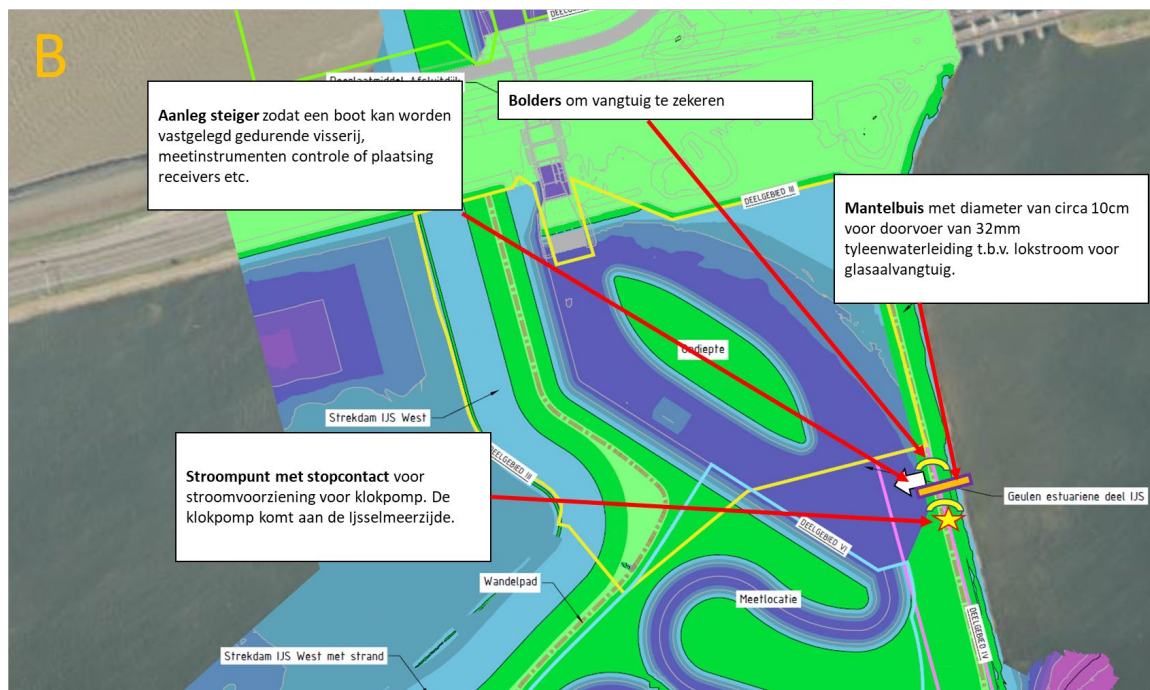 B
DEELGEBIED
Doorlaatmiddel Afsluitdijk
Aanleg steiger zodat een boot kan worden
vastgelegd gedurende visserij,
meetinstrumenten controle of plaatsing
receivers etc.
Bolders om vangtuig te zekeren
DEELGEBIED III
Mantelbuis met diameter van circa 10cm
voor doorvoer van 32mm
tyleenwaterleiding t.b.v. lokstroom voor
glasaalvangtuig.
Ondiepte
Strekdam IJS West
DEELGEBIED III
Stroompunt met stopcontact voor
stroomvoorziening voor klokpomp. De
klokpomp komt aan de Ijsselmeerzijde.
Geulen estuariene deel IJS
DEELGEBIED VI
Wandelpad
Meetlocatie
DEELGEBIED IV
Strekdam IJS West met strand